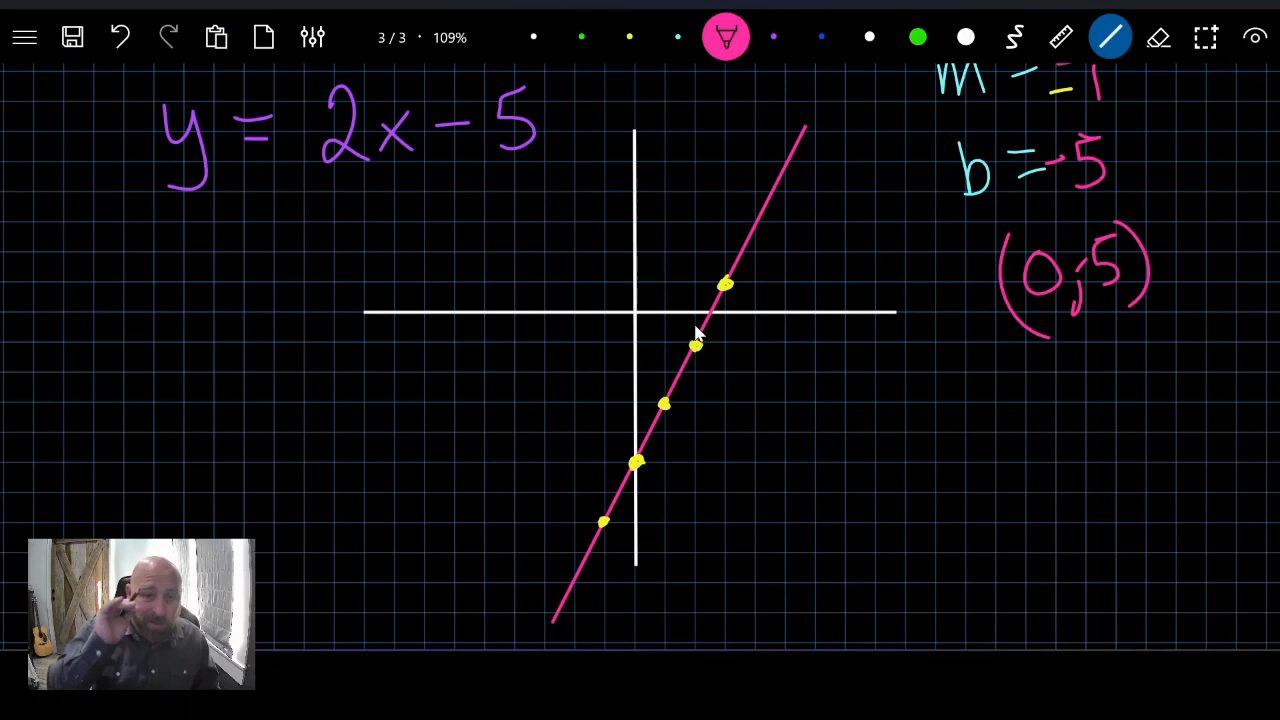 3 / 3 · 109%
y = 2x - 5
b = -5
(0, -5)